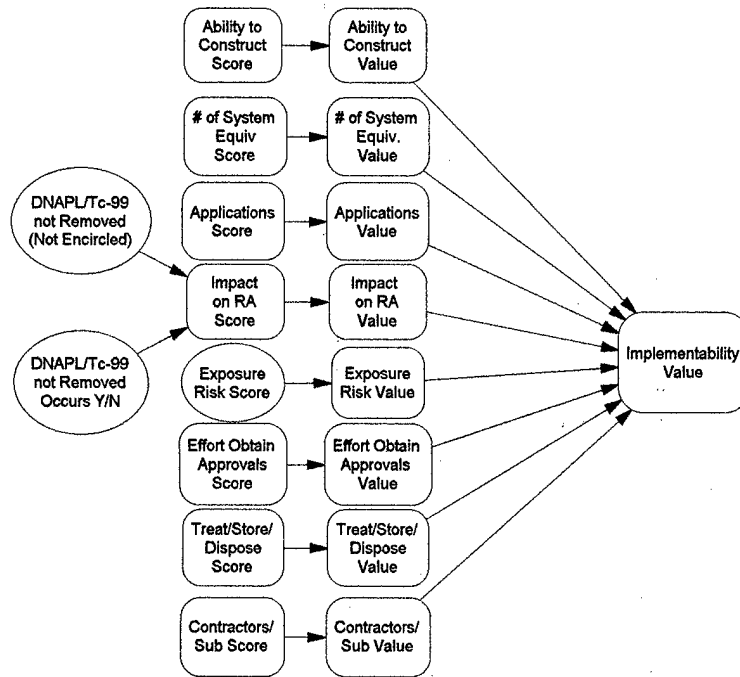 Ability to
Construct
Score
Ability to
Construct
Value
# of System
Equiv
Score
# of System
Equiv.
Value
DNAPL/Tc-99
not Removed
(Not Encircled)
Applications
Score
Applications
Value
Impact
on RA
Score
Impact
on RA
Value
Implementability
Value
DNAPL/Tc-99
not Removed
Occurs Y/N
Exposure
Risk Score
Exposure
Risk Value
Effort Obtain
Approvals
Score
Effort Obtain
Approvals
Value
Treat/Store/
Dispose
Score
Treat/Store/
Dispose
Value
Contractors/
Sub Score
Contractors/
Sub Value